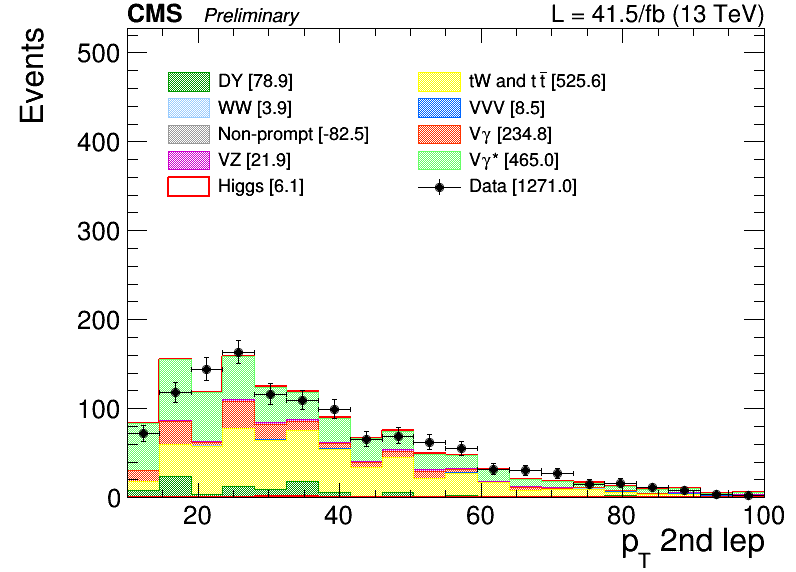 CMS Preliminary L = 41.5/fb (13 TeV)
Events
500
400
300
200
100
0
DY [78.9]
WW [3.9]
Non-prompt [-82.5]
VZ [21.9]
Higgs [6.1]
tW and t t̄ [525.6]
VVV [8.5]
Vγ [234.8]
Vγ* [465.0]
Data [1271.0]
20 40 60 80 100
p_T 2nd lep